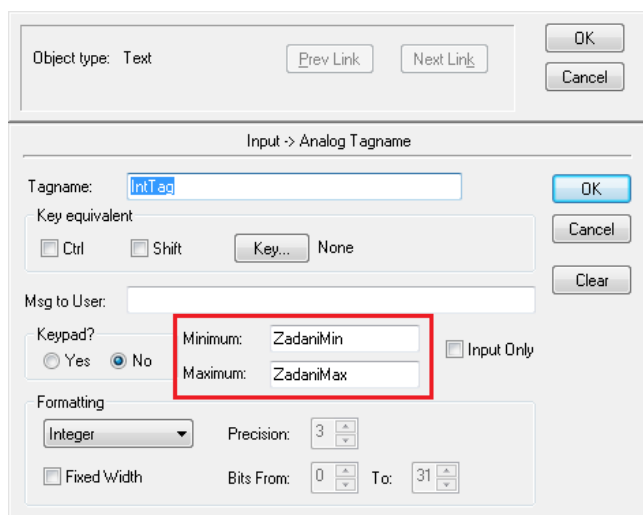 OK
Object type: Text Prev Link Next Link
Cancel
Input -> Analog Tagname
Tagname: IntTag OK
Key equivalent
Ctrl Shift Key... None Cancel
Clear
Msg to User:
Keypad? Minimum: ZadaniMin
Yes No Input Only
Maximum: ZadaniMax
Formatting
Integer Precision: 3
Fixed Width Bits From: 0 To: 31